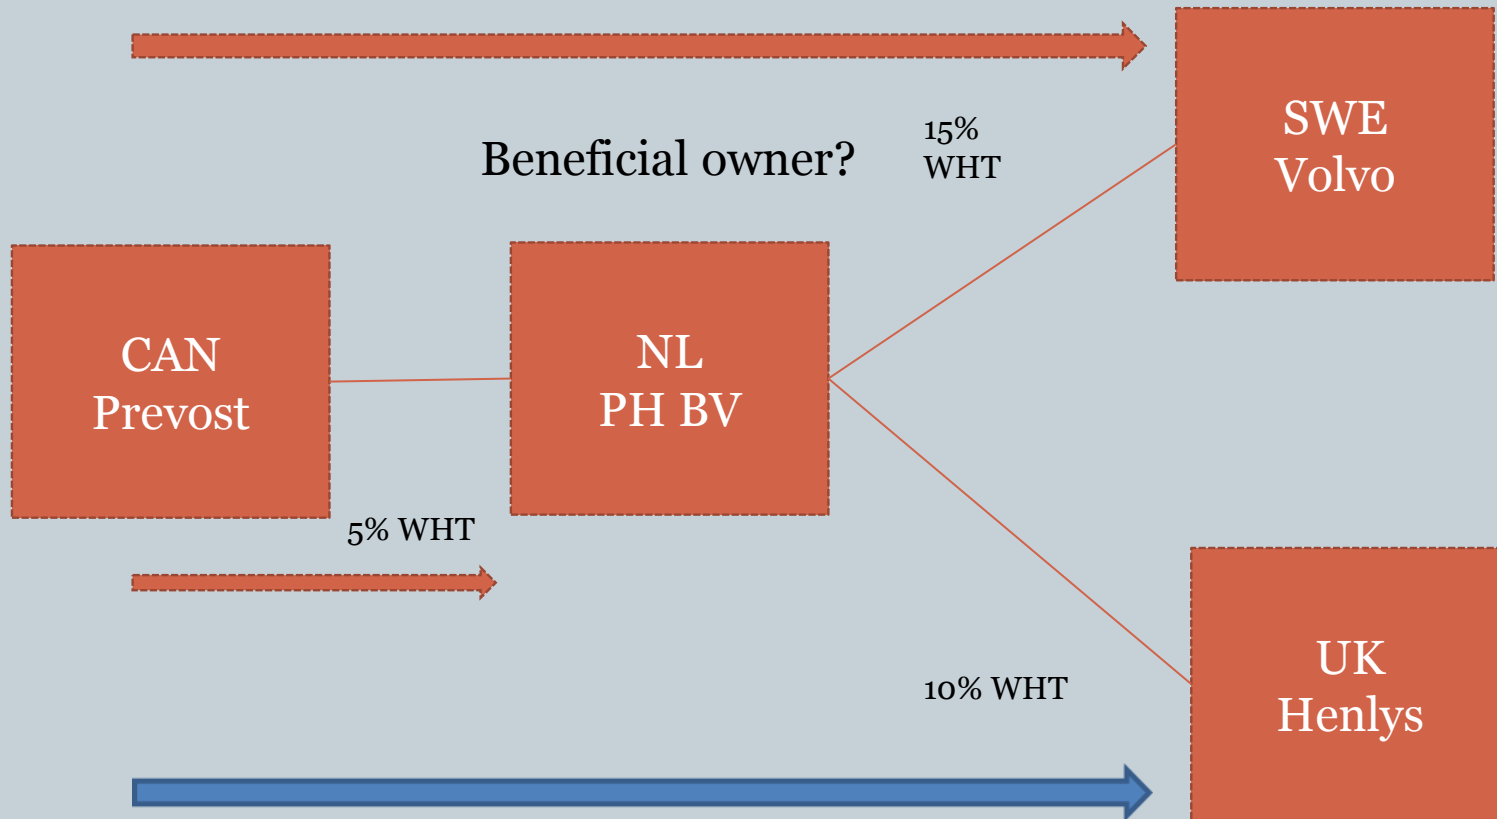 SWE
Volvo
Beneficial owner?
15%
WHT
CAN
Prevost
NL
PH BV
5% WHT
10% WHT
UK
Henlys